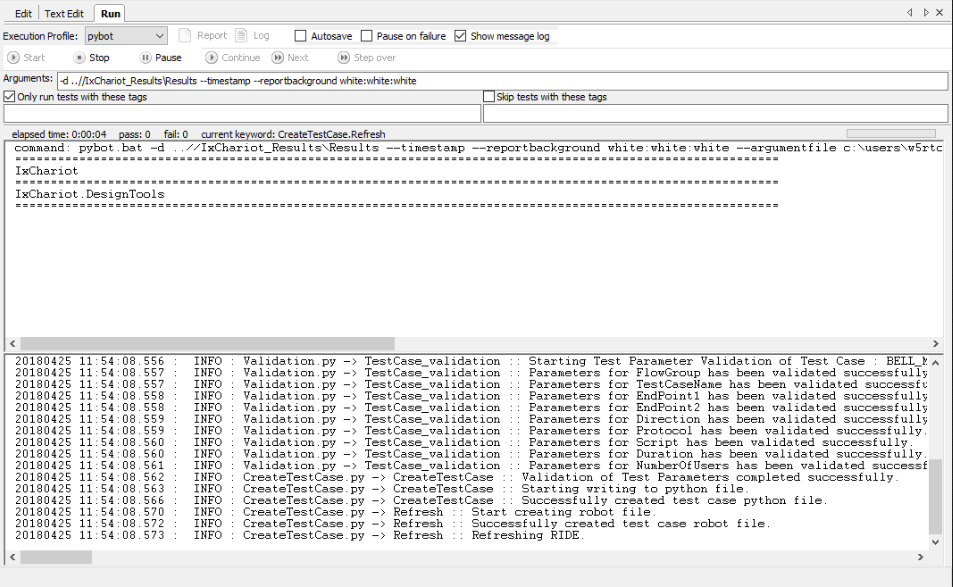 Edit Text Edit Run
Execution Profile: pybot Report Log Autosave Pause on failure Show message log
Start Stop Pause Continue Next Step over
Arguments: -d ..//IxChariot_Results\Results --timestamp --reportbackground white:white:white
Only run tests with these tags Skip tests with these tags
elapsed time: 0:00:04 pass: 0 fail: 0 current keyword: CreateTestCase.Refresh
command: pybot.bat -d ..//IxChariot_Results\Results --timestamp --reportbackground white:white:white --argumentfile c:\users\w5rtc
==============================================================================
IxChariot
==============================================================================
IxChariot.DesignTools
==============================================================================
20180425 11:54:08.556 : INFO : Validation.py -> TestCase_validation :: Starting Test Parameter Validation of Test Case : BELL_M
20180425 11:54:08.557 : INFO : Validation.py -> TestCase_validation :: Parameters for FlowGroup has been validated successfully
20180425 11:54:08.557 : INFO : Validation.py -> TestCase_validation :: Parameters for TestCaseName has been validated successfu
20180425 11:54:08.558 : INFO : Validation.py -> TestCase_validation :: Parameters for EndPoint1 has been validated successfully
20180425 11:54:08.558 : INFO : Validation.py -> TestCase_validation :: Parameters for EndPoint2 has been validated successfully
20180425 11:54:08.559 : INFO : Validation.py -> TestCase_validation :: Parameters for Direction has been validated successfully
20180425 11:54:08.559 : INFO : Validation.py -> TestCase_validation :: Parameters for Protocol has been validated successfully.
20180425 11:54:08.560 : INFO : Validation.py -> TestCase_validation :: Parameters for Script has been validated successfully.
20180425 11:54:08.560 : INFO : Validation.py -> TestCase_validation :: Parameters for Duration has been validated successfully.
20180425 11:54:08.561 : INFO : Validation.py -> TestCase_validation :: Parameters for NumberOfUsers has been validated successf
20180425 11:54:08.562 : INFO : CreateTestCase.py -> CreateTestCase :: Validation of Test Parameters completed successfully.
20180425 11:54:08.563 : INFO : CreateTestCase.py -> CreateTestCase :: Starting writing to python file.
20180425 11:54:08.566 : INFO : CreateTestCase.py -> CreateTestCase :: Successfully created test case python file.
20180425 11:54:08.570 : INFO : CreateTestCase.py -> Refresh :: Start creating robot file.
20180425 11:54:08.572 : INFO : CreateTestCase.py -> Refresh :: Successfully created test case robot file.
20180425 11:54:08.573 : INFO : CreateTestCase.py -> Refresh :: Refreshing RIDE.